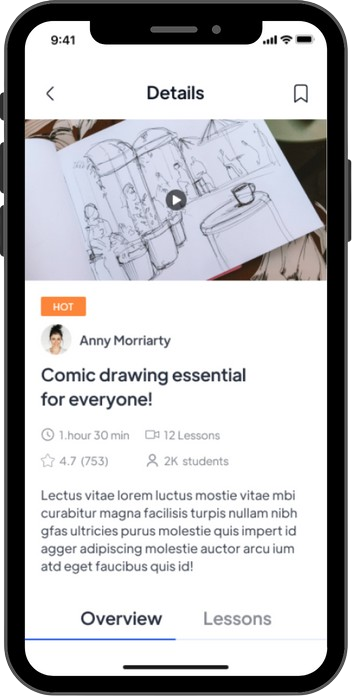 9:41
Details
HOT
Anny Morriarty
Comic drawing essential
for everyone!
1.hour 30 min 12 Lessons
4.7 (753) 2K students
Lectus vitae lorem luctus mostie vitae mbi
curabitur magna facilisis turpis nullam nibh
gfas ultricies purus molestie quis impert id
agger adipiscing molestie auctor arcu ium
atd eget faucibus quis id!
Overview Lessons